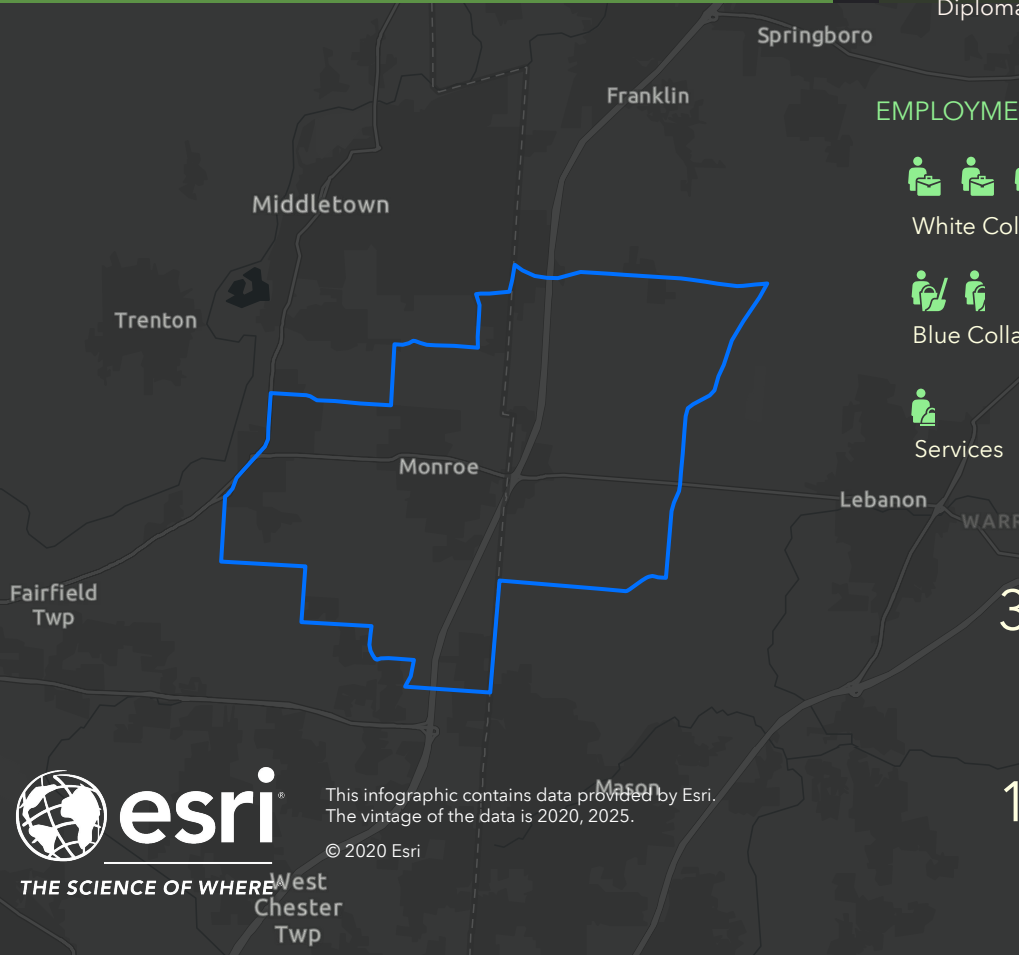 Diploma
Springboro
Franklin
EMPLOYME
Middletown
White Col
Trenton
Blue Colla
Monroe
Services
Lebanon
WARR
Fairfield
Twp
3
Mason
1
esri®
This infographic contains data provided by Esri.
The vintage of the data is 2020, 2025.
© 2020 Esri
THE SCIENCE OF WHERE
West
Chester
Twp